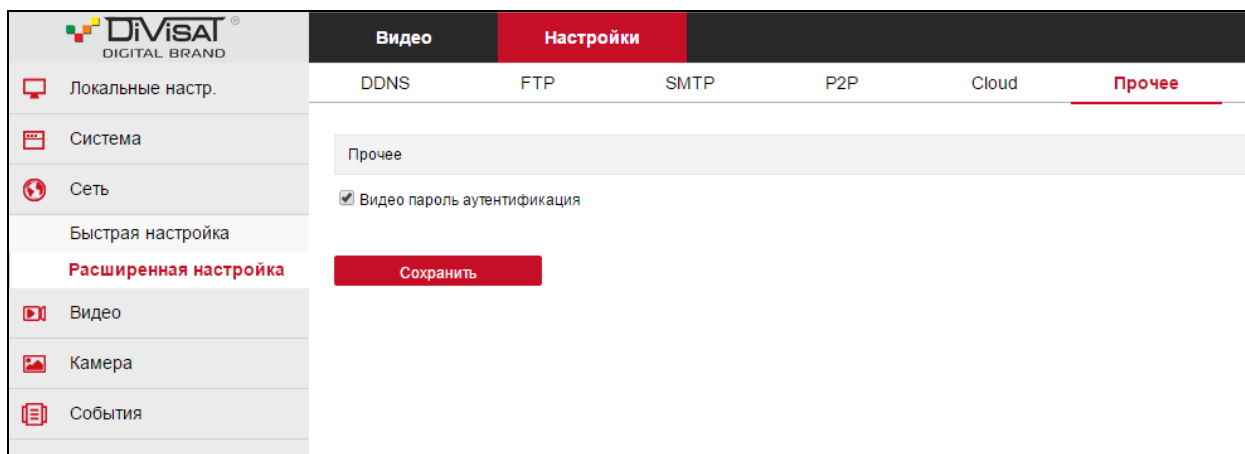 DiViSAT ®
DIGITAL BRAND
Видео Настройки
DDNS FTP SMTP P2P Cloud Прочее
Локальные настр.
Система
Сеть
Быстрая настройка
Расширенная настройка
Видео
Камера
События
Прочее
Видео пароль аутентификация
Сохранить